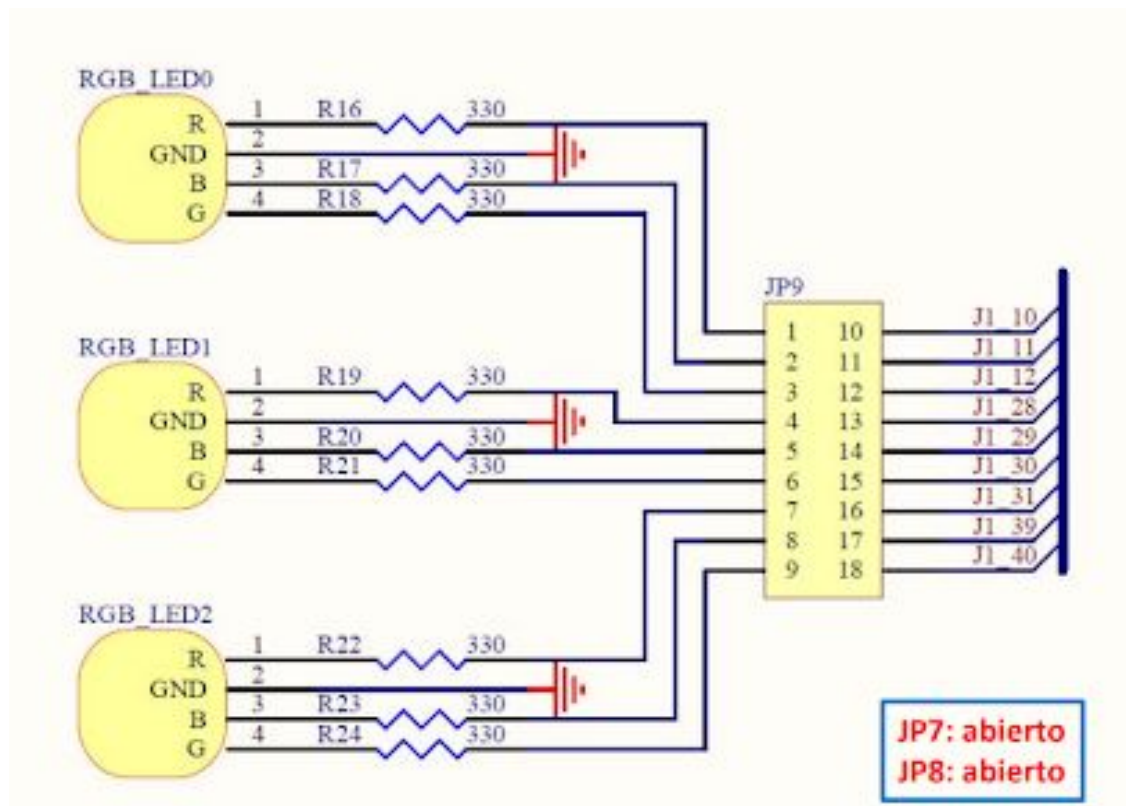 RGB_LED0
R 1 R16 330
GND 2
B 3 R17 330
G 4 R18 330
RGB_LED1
R 1 R19 330
GND 2
B 3 R20 330
G 4 R21 330
RGB_LED2
R 1 R22 330
GND 2
B 3 R23 330
G 4 R24 330
JP9
1 10 J1_10
2 11 J1_11
3 12 J1_12
4 13 J1_28
5 14 J1_29
6 15 J1_30
7 16 J1_31
8 17 J1_39
9 18 J1_40
JP7: abierto
JP8: abierto